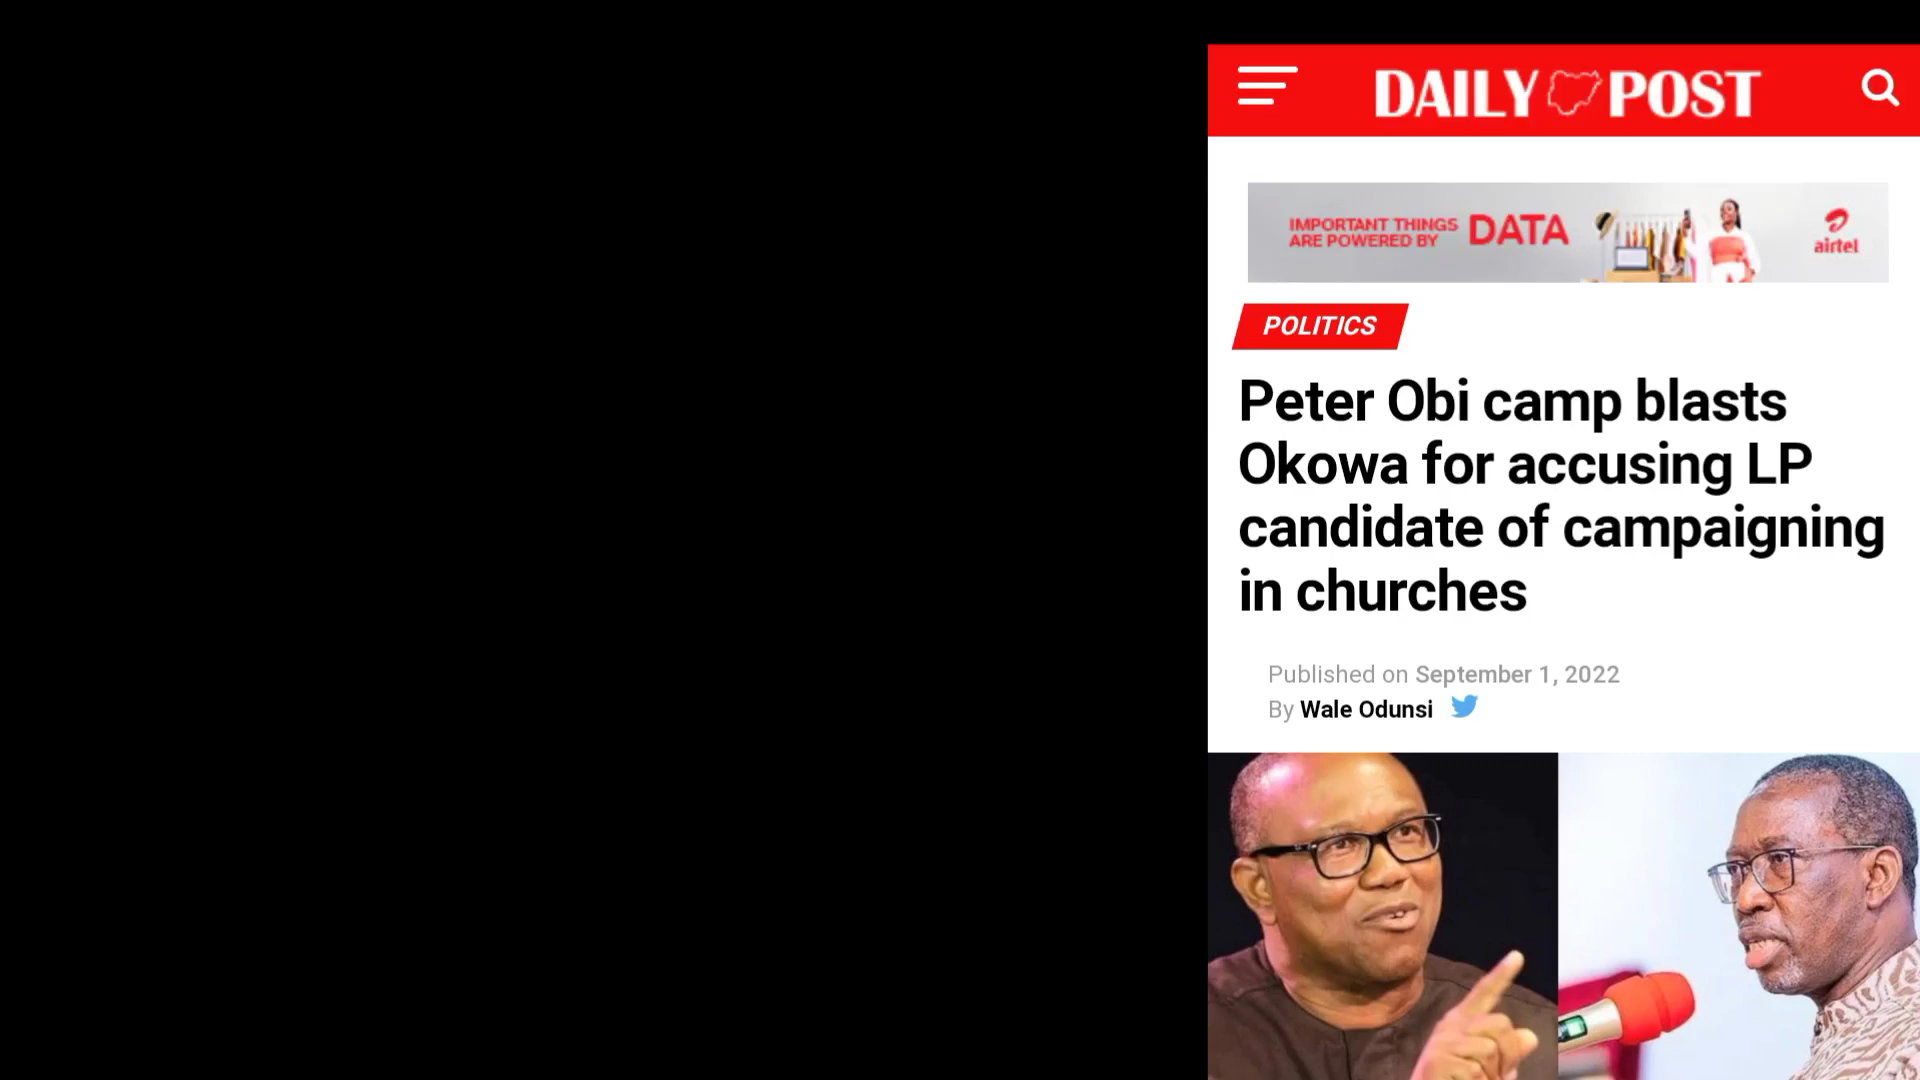 DAILY POST
IMPORTANT THINGS
ARE POWERED BY DATA
airtel
POLITICS
Peter Obi camp blasts
Okowa for accusing LP
candidate of campaigning
in churches
Published on September 1, 2022
By Wale Odunsi